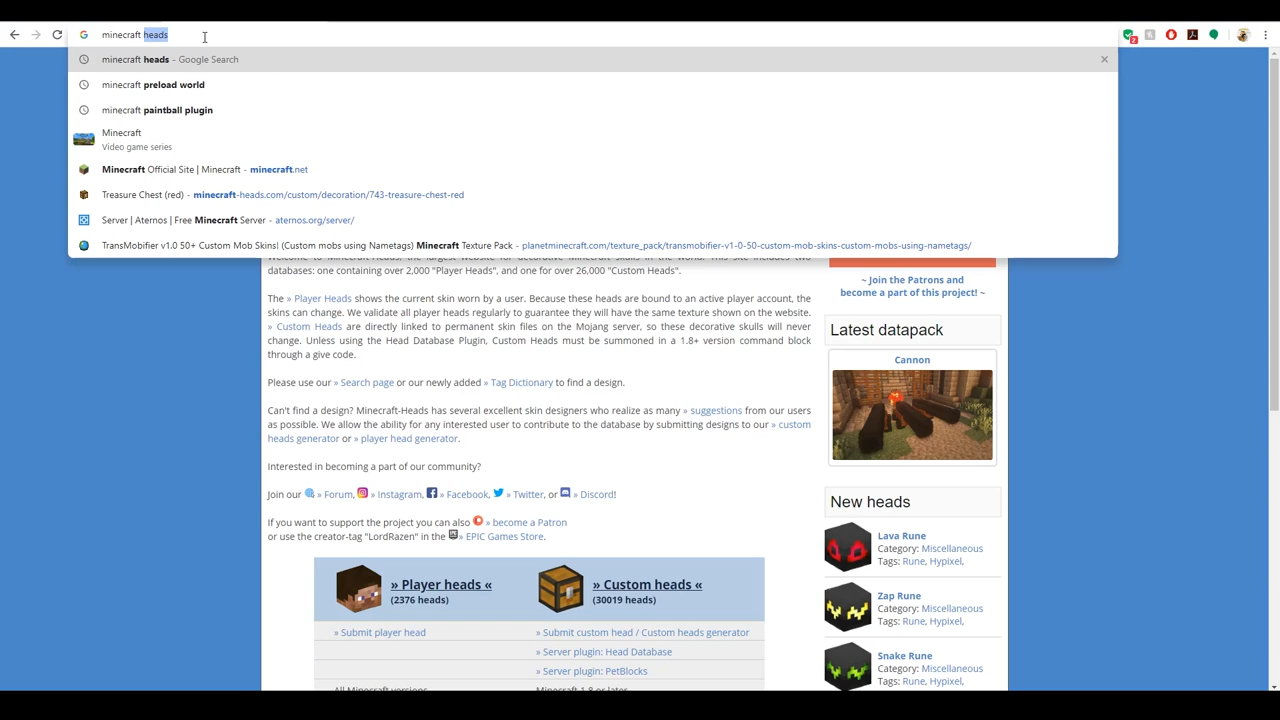 minecraft heads
minecraft heads - Google Search
minecraft preload world
minecraft paintball plugin
Minecraft
Video game series
Minecraft Official Site | Minecraft - minecraft.net
Treasure Chest (red) - minecraft-heads.com/custom/decoration/743-treasure-chest-red
Server | Aternos | Free Minecraft Server - aternos.org/server/
TransMobifier v1.0 50+ Custom Mob Skins! (Custom mobs using Nametags) Minecraft Texture Pack - planetminecraft.com/texture_pack/transmobifier-v1-0-50-custom-mob-skins-custom-mobs-using-nametags/
2
databases: one containing over 2,000 "Player Heads", and one for over 26,000 "Custom Heads".
The » Player Heads shows the current skin worn by a user. Because these heads are bound to an active player account, the
skins can change. We validate all player heads regularly to guarantee they will have the same texture shown on the website.
» Custom Heads are directly linked to permanent skin files on the Mojang server, so these decorative skulls will never
change. Unless using the Head Database Plugin, Custom Heads must be summoned in a 1.8+ version command block
through a give code.
Please use our » Search page or our newly added » Tag Dictionary to find a design.
Can't find a design? Minecraft-Heads has several excellent skin designers who realize as many » suggestions from our users
as possible. We allow the ability for any interested user to contribute to the database by submitting designs to our » custom
heads generator or » player head generator.
Interested in becoming a part of our community?
Join our » Forum, » Instagram, » Facebook, » Twitter, or » Discord!
If you want to support the project you can also » become a Patron
or use the creator-tag "LordRazen" in the » EPIC Games Store.
» Player heads «
(2376 heads)
» Custom heads «
(30019 heads)
» Submit player head
» Submit custom head / Custom heads generator
» Server plugin: Head Database
» Server plugin: PetBlocks
All Minecraft versions
Minecraft 1.8 or later
~ Join the Patrons and
become a part of this project! ~
Latest datapack
Cannon
New heads
Lava Rune
Category: Miscellaneous
Tags: Rune, Hypixel,
Zap Rune
Category: Miscellaneous
Tags: Rune, Hypixel,
Snake Rune
Category: Miscellaneous
Tags: Rune, Hypixel,